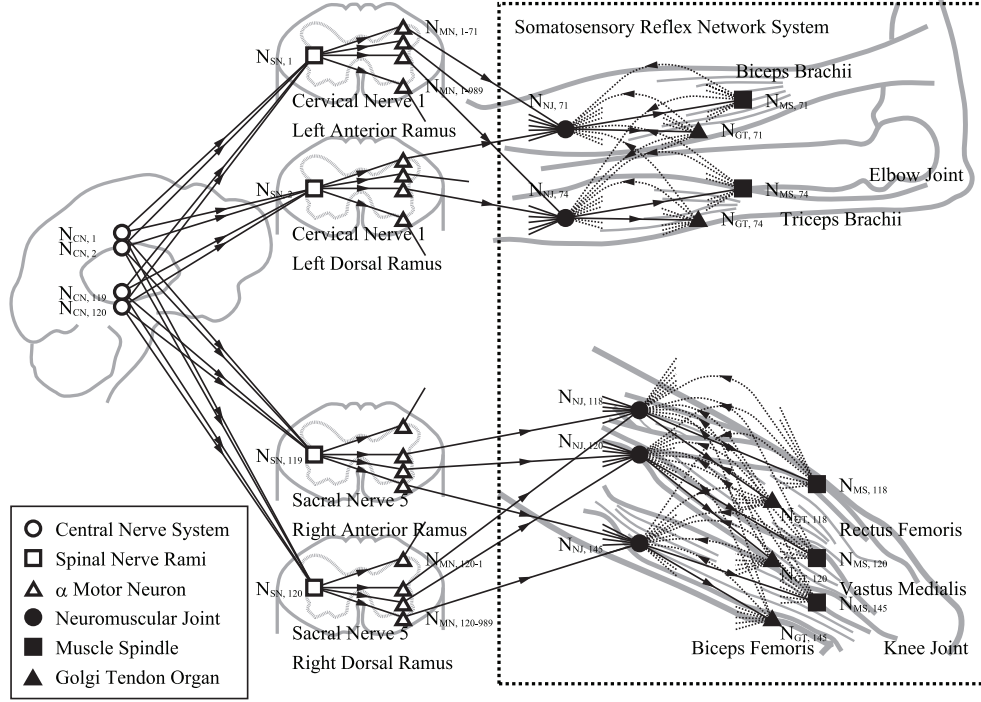 Somatosensory Reflex Network System
N_MN, 1-71
N_SN, 1
N_MN, 1-989
Cervical Nerve 1
Left Anterior Ramus
Biceps Brachii
N_NJ, 71
N_MS, 71
N_GT, 71
N_SN, 2
N_NJ, 74
N_MS, 74
Elbow Joint
N_GT, 74
Triceps Brachii
Cervical Nerve 1
Left Dorsal Ramus
N_CN, 1
N_CN, 2
N_CN, 119
N_CN, 120
N_NJ, 118
N_NJ, 120
N_SN, 119
N_MS, 118
Sacral Nerve 5
Right Anterior Ramus
N_GT, 118
Rectus Femoris
N_NJ, 145
N_MN, 120-1
N_MS, 120
N_GT, 120
Vastus Medialis
N_SN, 120
N_MS, 145
N_MN, 120-989
N_GT, 145
Sacral Nerve 5
Right Dorsal Ramus
Biceps Femoris
Knee Joint
Central Nerve System
Spinal Nerve Rami
α Motor Neuron
Neuromuscular Joint
Muscle Spindle
Golgi Tendon Organ